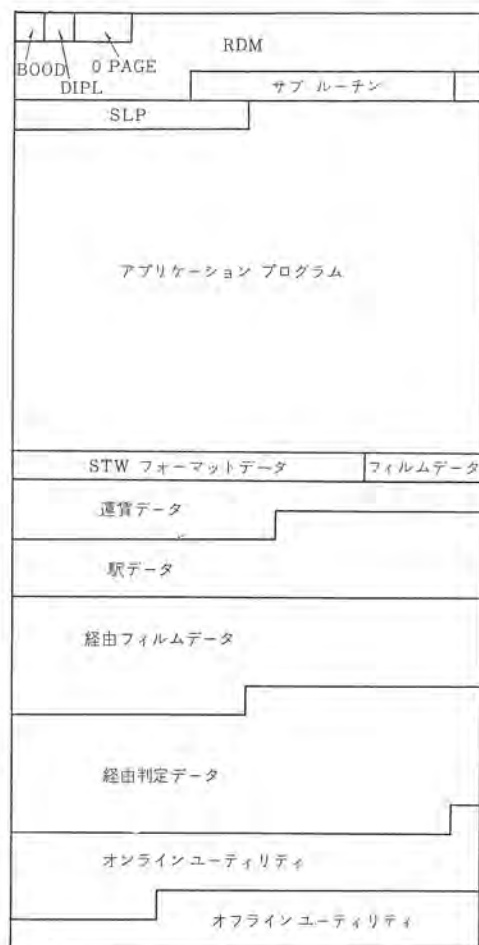 RDM
BOOD
0 PAGE
DIPL
サブ ルーチン
SLP
アプリケーション プログラム
STW フォーマットデータ
フィルムデータ
運賃データ
駅データ
経由フィルムデータ
経由判定データ
オンライン ユーティリティ
オフライン ユーティリティ